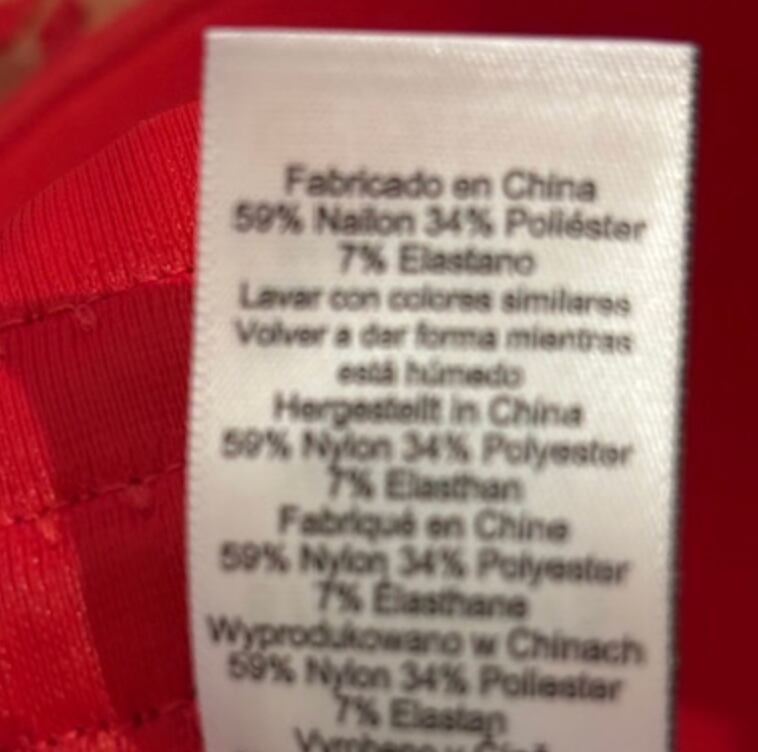 Fabricado en China
59% Nailon 34% Poliéster
7% Elastano
Lavar con colores similares
Volver a dar forma mientras
está húmedo
Hergestellt in China
59% Nylon 34% Polyester
7% Elasthan
Fabriqué en Chine
59% Nylon 34% Polyester
7% Élasthane
Wyprodukowano w Chinach
59% Nylon 34% Poliester
7% Elastan